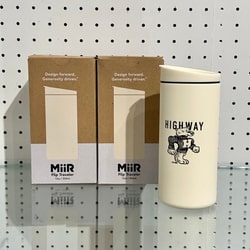 Design forward.
Generosity driven.
MiiR
Flip Traveler
Design forward.
Generosity driven.
MiiR
Flip Traveler
HIGHWAY
H